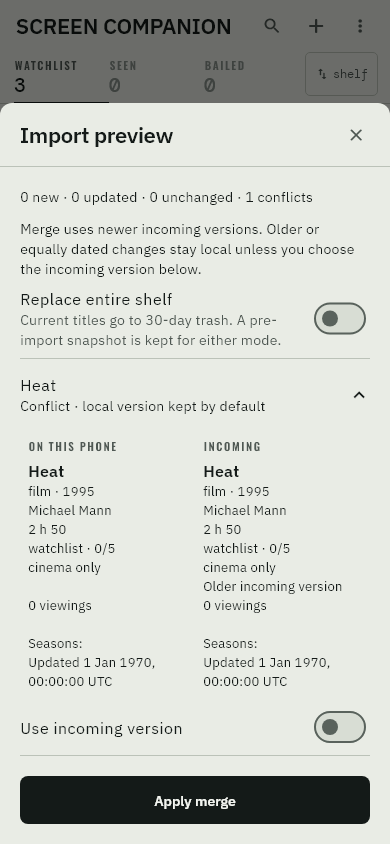 SCREEN COMPANION
WATCHLIST SEEN BAILED
3 0 0
shelf
Import preview
0 new · 0 updated · 0 unchanged · 1 conflicts
Merge uses newer incoming versions. Older or
equally dated changes stay local unless you choose
the incoming version below.
Replace entire shelf
Current titles go to 30-day trash. A pre-
import snapshot is kept for either mode.
Heat
Conflict · local version kept by default
ON THIS PHONE
Heat
film · 1995
Michael Mann
2 h 50
watchlist · 0/5
cinema only
0 viewings
Seasons:
Updated 1 Jan 1970,
00:00:00 UTC
INCOMING
Heat
film · 1995
Michael Mann
2 h 50
watchlist · 0/5
cinema only
Older incoming version
0 viewings
Seasons:
Updated 1 Jan 1970,
00:00:00 UTC
Use incoming version
Apply merge